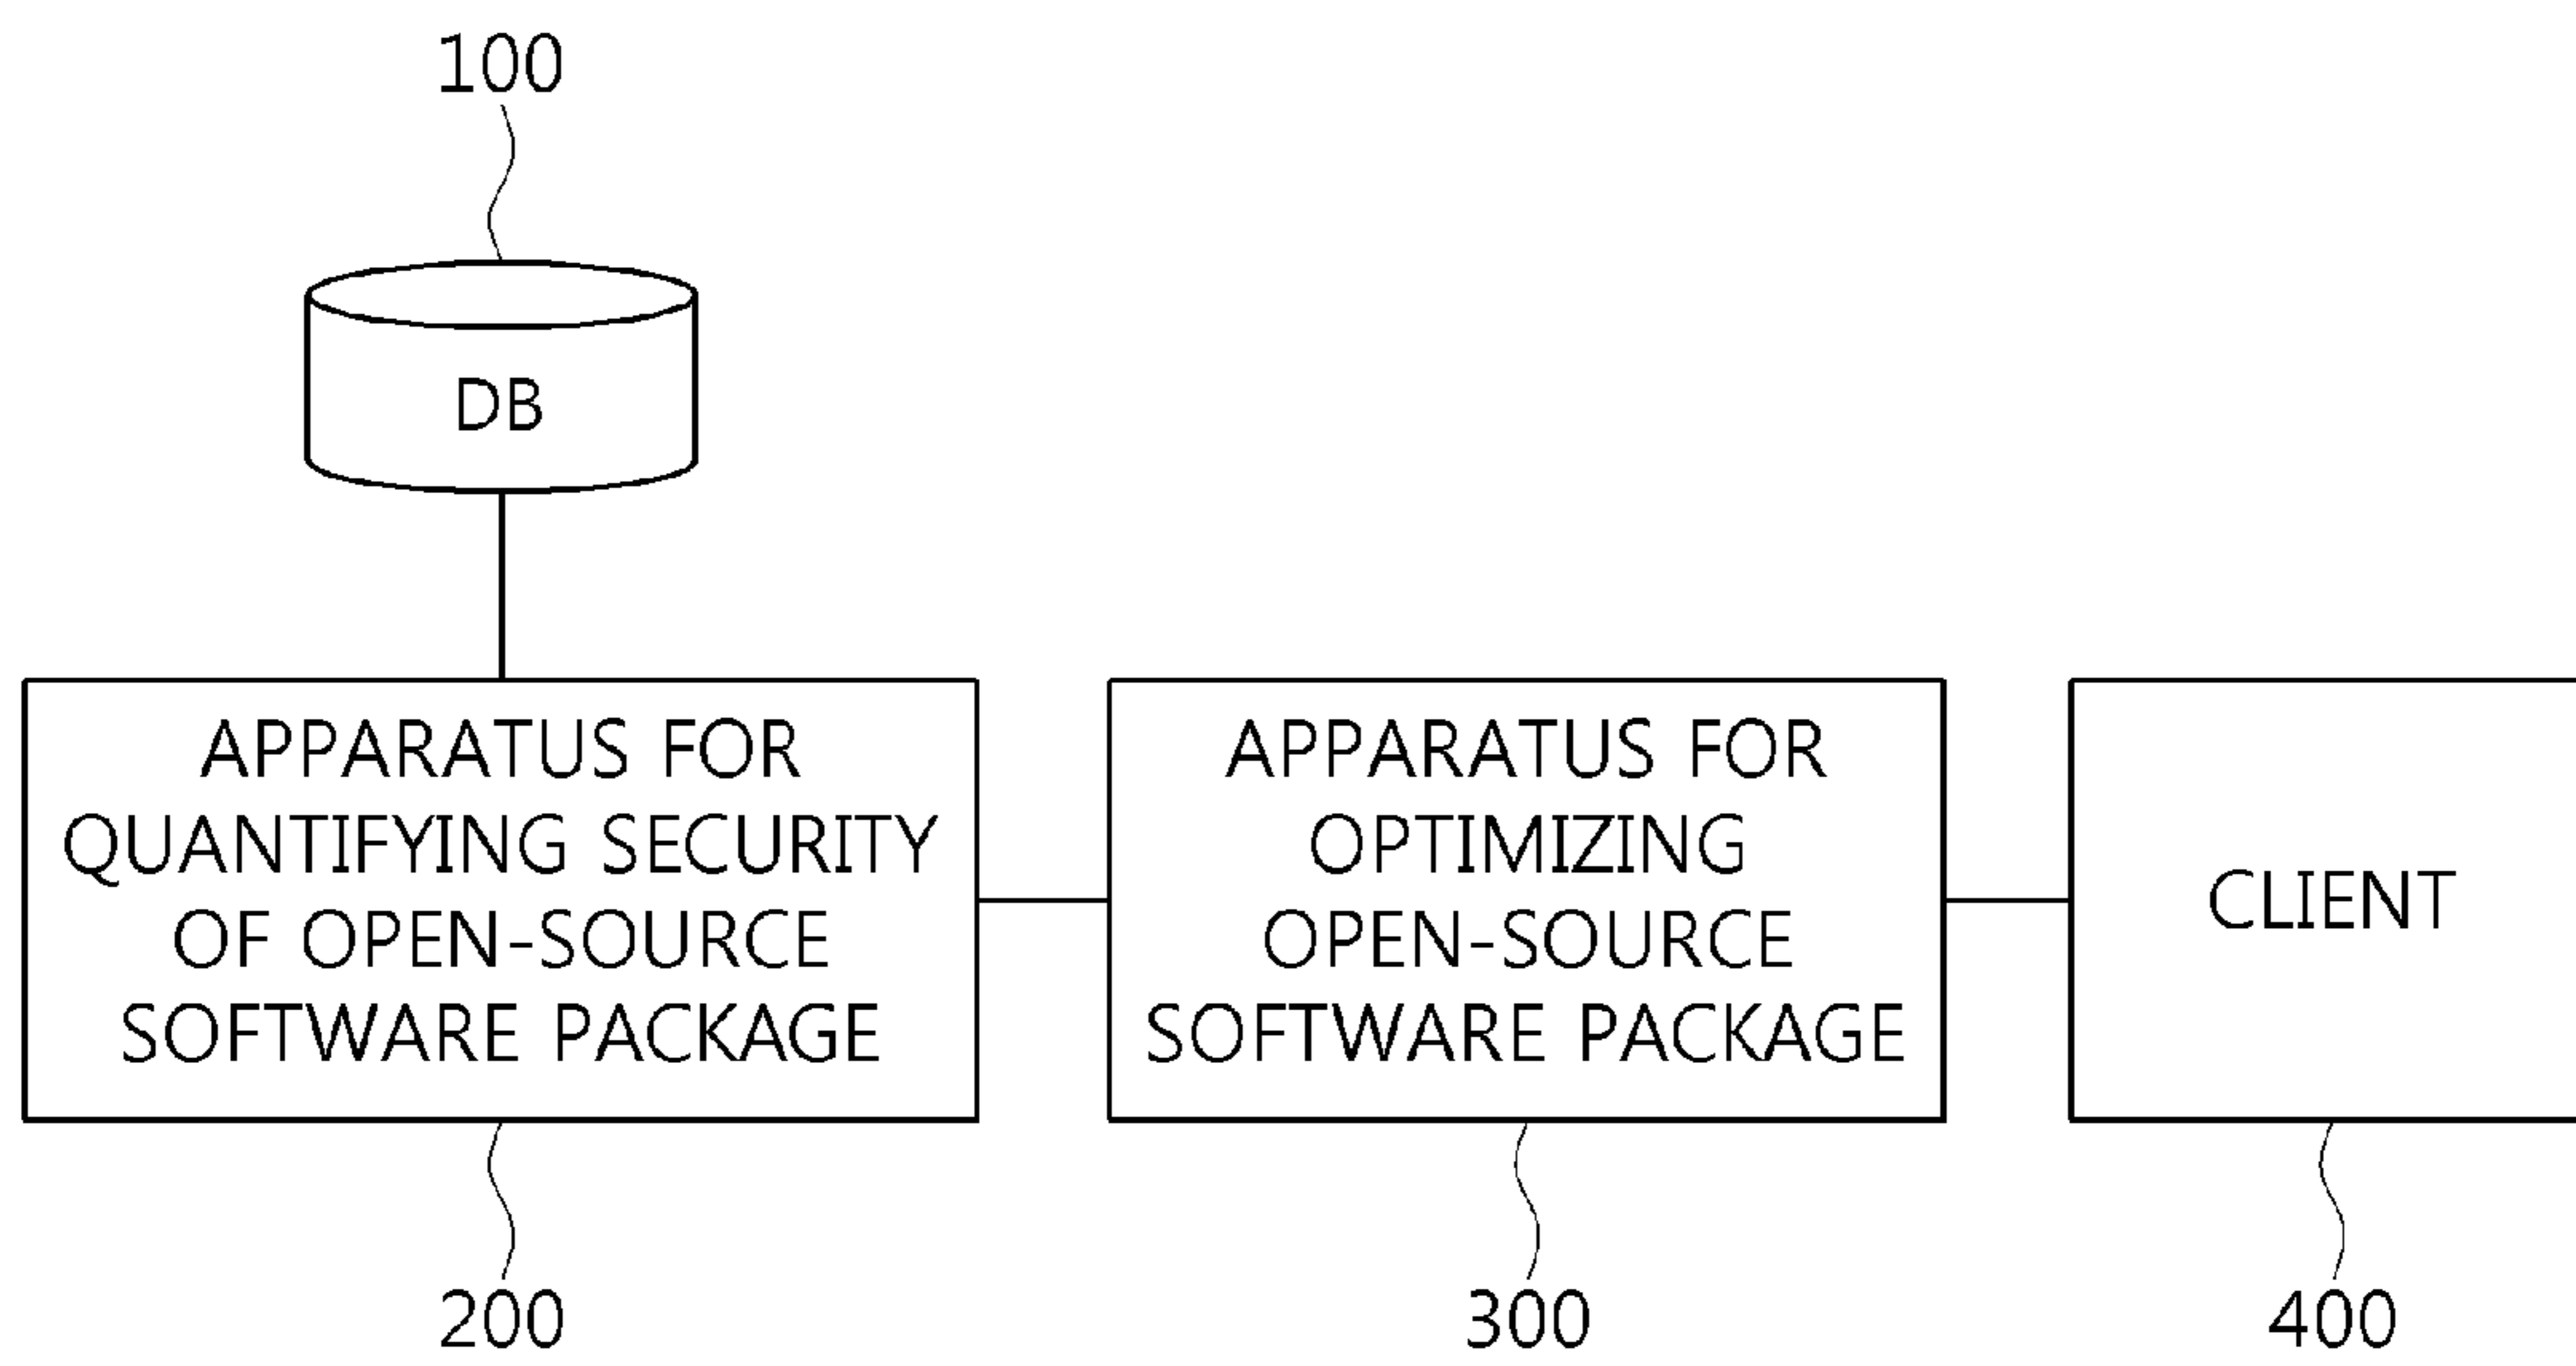 100
DB
APPARATUS FOR
QUANTIFYING SECURITY
OF OPEN-SOURCE
SOFTWARE PACKAGE
APPARATUS FOR
OPTIMIZING
OPEN-SOURCE
SOFTWARE PACKAGE
CLIENT
200
300
400